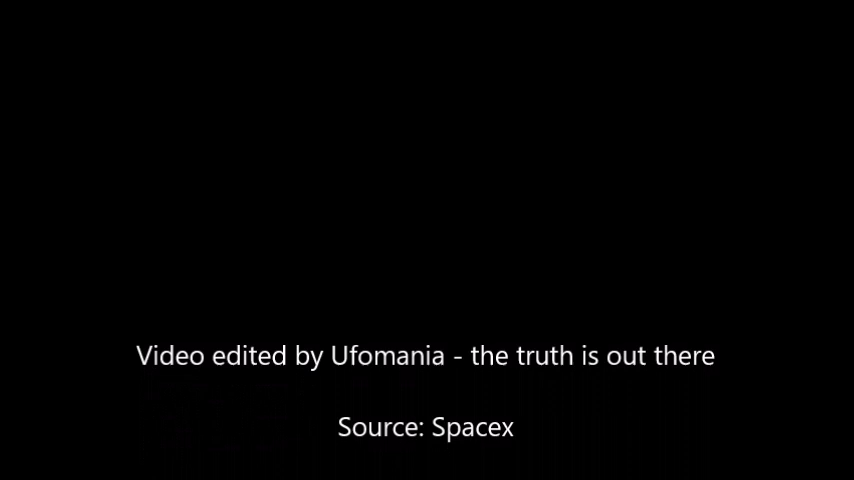 Video edited by Ufomania - the truth is out there
Source: Spacex